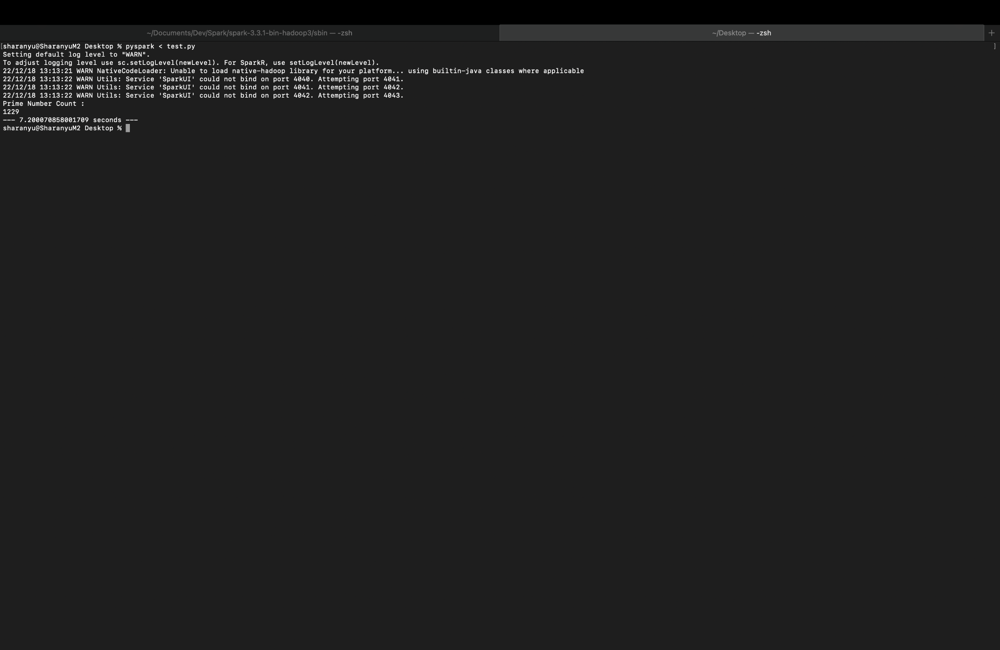 ~/Documents/Dev/Spark/spark-3.3.1-bin-hadoop3/sbin — -zsh
~/Desktop — -zsh
+
[sharanyu@SharanyuM2 Desktop % pyspark < test.py ]
Setting default log level to "WARN".
To adjust logging level use sc.setLogLevel(newLevel). For SparkR, use setLogLevel(newLevel).
22/12/18 13:13:21 WARN NativeCodeLoader: Unable to load native-hadoop library for your platform... using builtin-java classes where applicable
22/12/18 13:13:22 WARN Utils: Service 'SparkUI' could not bind on port 4040. Attempting port 4041.
22/12/18 13:13:22 WARN Utils: Service 'SparkUI' could not bind on port 4041. Attempting port 4042.
22/12/18 13:13:22 WARN Utils: Service 'SparkUI' could not bind on port 4042. Attempting port 4043.
Prime Number Count :
1229
--- 7.200070858001709 seconds ---
sharanyu@SharanyuM2 Desktop %